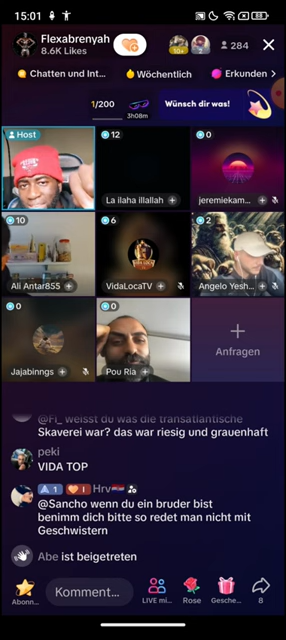 15:01
88
Flexabrenyah
8.6K Likes
10+
284
Chatten und Int...
Wöchentlich
Erkunden
1/200
3h08m
Wünsch dir was!
Host
12
0
La ilaha illallah
jeremiekam...
10
6
2
Ali Antar855
VidaLocaTV
Angelo Yesh...
0
0
Jajabinngs
Pou Ria
Anfragen
@Fi_ weisst du was die transatlantische
Skaverei war? das war riesig und grauenhaft
peki
VIDA TOP
1
I
Hrv
@Sancho wenn du ein bruder bist
benimm dich bitte so redet man nicht mit
Geschwistern
Abe ist beigetreten
Abonn...
Komment...
LIVE mi...
Rose
Gesche...
8